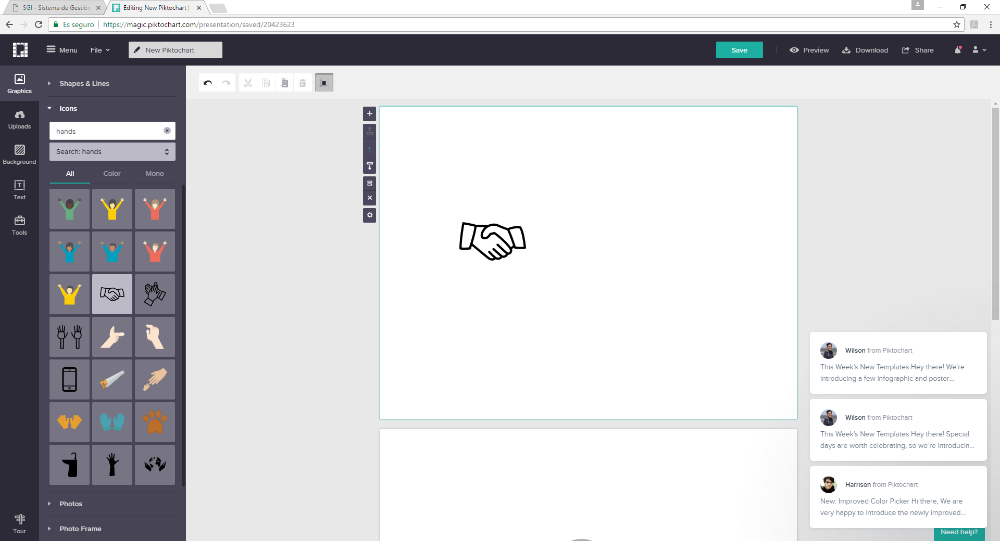 SGI - Sistema de Gestión
Editing New Piktochart |
Es seguro
https://magic.piktochart.com/presentation/saved/20423623
Menu
File
New Piktochart
Save
Preview
Download
Share
Graphics
Uploads
Background
Text
Tools
Tour
Shapes & Lines
Icons
hands
Search: hands
All
Color
Mono
Photos
Photo Frame
1
Wilson from Piktochart
This Week's New Templates Hey there! We're
introducing a few infographic and poster...
Wilson from Piktochart
This Week's New Templates Hey there! Special
days are worth celebrating, so we're introducin...
Harrison from Piktochart
New: Improved Color Picker Hi there, We are
very happy to introduce the newly improved...
Need help?